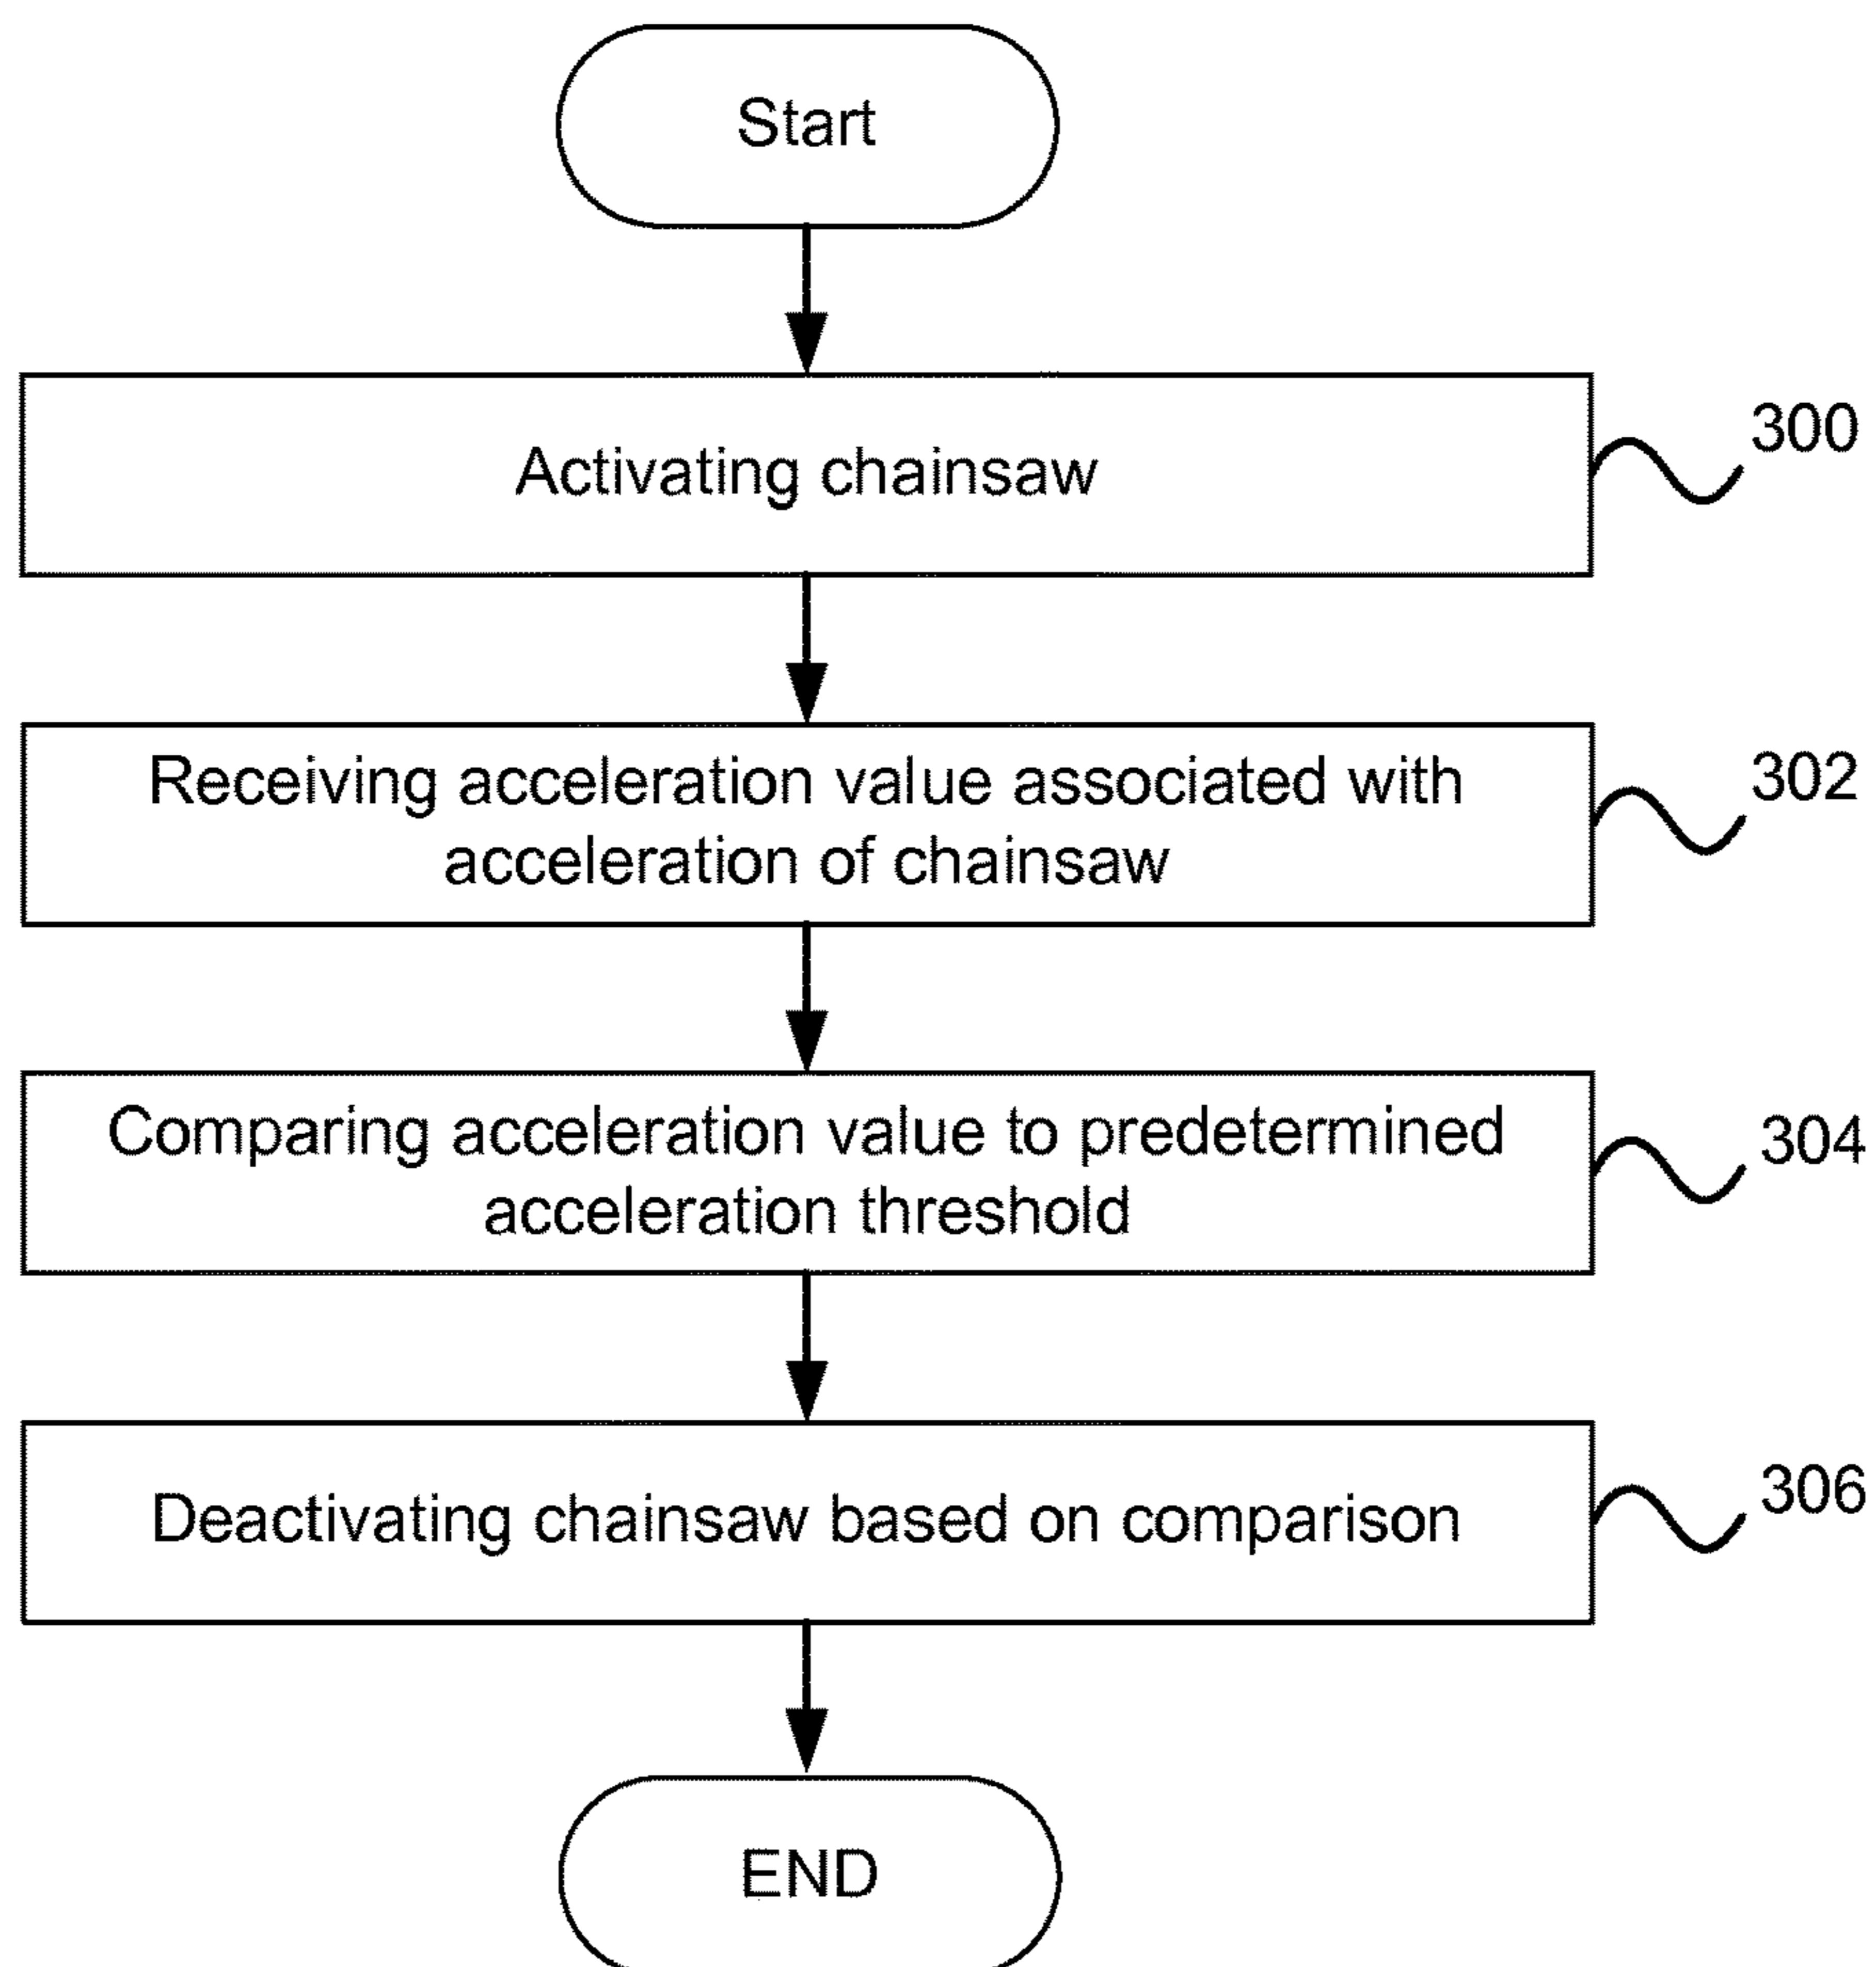 Start
Activating chainsaw
300
Receiving acceleration value associated with
acceleration of chainsaw
302
Comparing acceleration value to predetermined
acceleration threshold
304
Deactivating chainsaw based on comparison
306
END